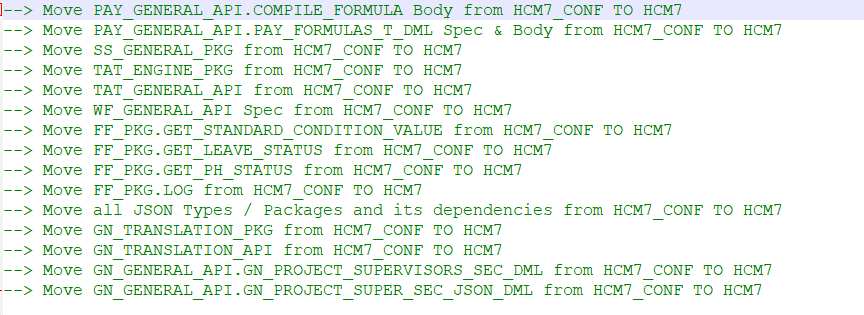 --> Move PAY_GENERAL_API.COMPILE_FORMULA Body from HCM7_CONF TO HCM7
--> Move PAY_GENERAL_API.PAY_FORMULAS_T_DML Spec & Body from HCM7_CONF TO HCM7
--> Move SS_GENERAL_PKG from HCM7_CONF TO HCM7
--> Move TAT_ENGINE_PKG from HCM7_CONF TO HCM7
--> Move TAT_GENERAL_API from HCM7_CONF TO HCM7
--> Move WF_GENERAL_API Spec from HCM7_CONF TO HCM7
--> Move FF_PKG.GET_STANDARD_CONDITION_VALUE from HCM7_CONF TO HCM7
--> Move FF_PKG.GET_LEAVE_STATUS from HCM7_CONF TO HCM7
--> Move FF_PKG.GET_PH_STATUS from HCM7_CONF TO HCM7
--> Move FF_PKG.LOG from HCM7_CONF TO HCM7
--> Move all JSON Types / Packages and its dependencies from HCM7_CONF TO HCM7
--> Move GN_TRANSLATION_PKG from HCM7_CONF TO HCM7
--> Move GN_TRANSLATION_API from HCM7_CONF TO HCM7
--> Move GN_GENERAL_API.GN_PROJECT_SUPERVISORS_SEC_DML from HCM7_CONF TO HCM7
--> Move GN_GENERAL_API.GN_PROJECT_SUPER_SEC_JSON_DML from HCM7_CONF TO HCM7